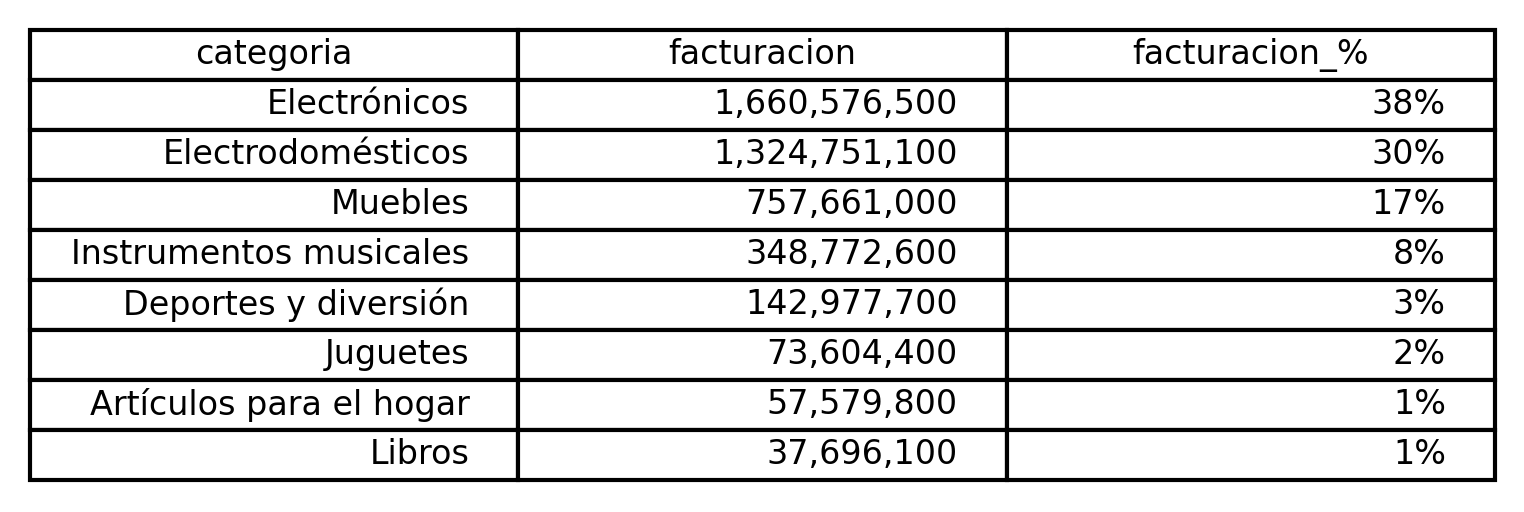 categoria facturacion facturacion_%
Electrónicos 1,660,576,500 38%
Electrodomésticos 1,324,751,100 30%
Muebles 757,661,000 17%
Instrumentos musicales 348,772,600 8%
Deportes y diversión 142,977,700 3%
Juguetes 73,604,400 2%
Artículos para el hogar 57,579,800 1%
Libros 37,696,100 1%